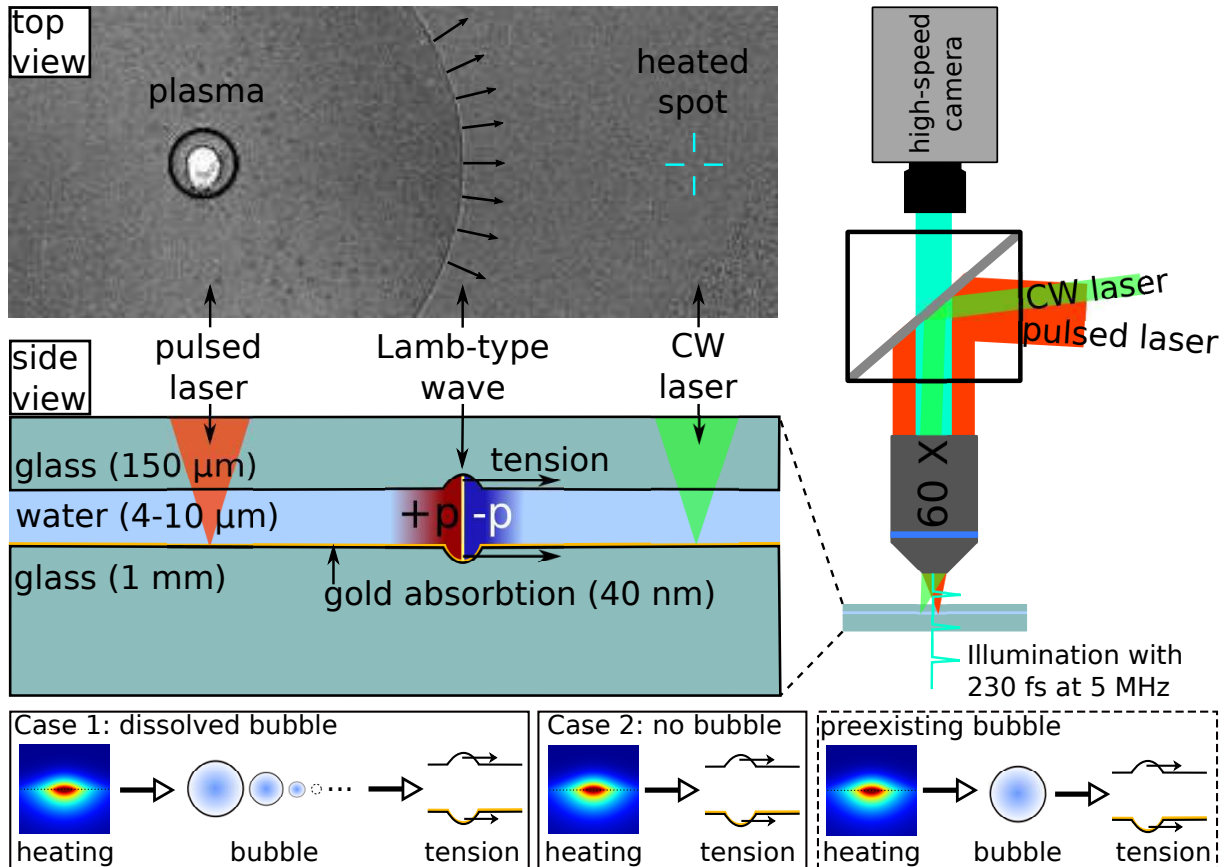 top
view
plasma
heated
spot
high-speed
camera
CW laser
pulsed laser
60 X
side
view
pulsed
laser
Lamb-type
wave
CW
laser
glass (150 μm)
tension
water (4-10 μm)
+p
-p
glass (1 mm)
gold absorbtion (40 nm)
Illumination with
230 fs at 5 MHz
Case 1: dissolved bubble
...
heating
bubble
tension
Case 2: no bubble
heating
tension
preexisting bubble
heating
bubble
tension